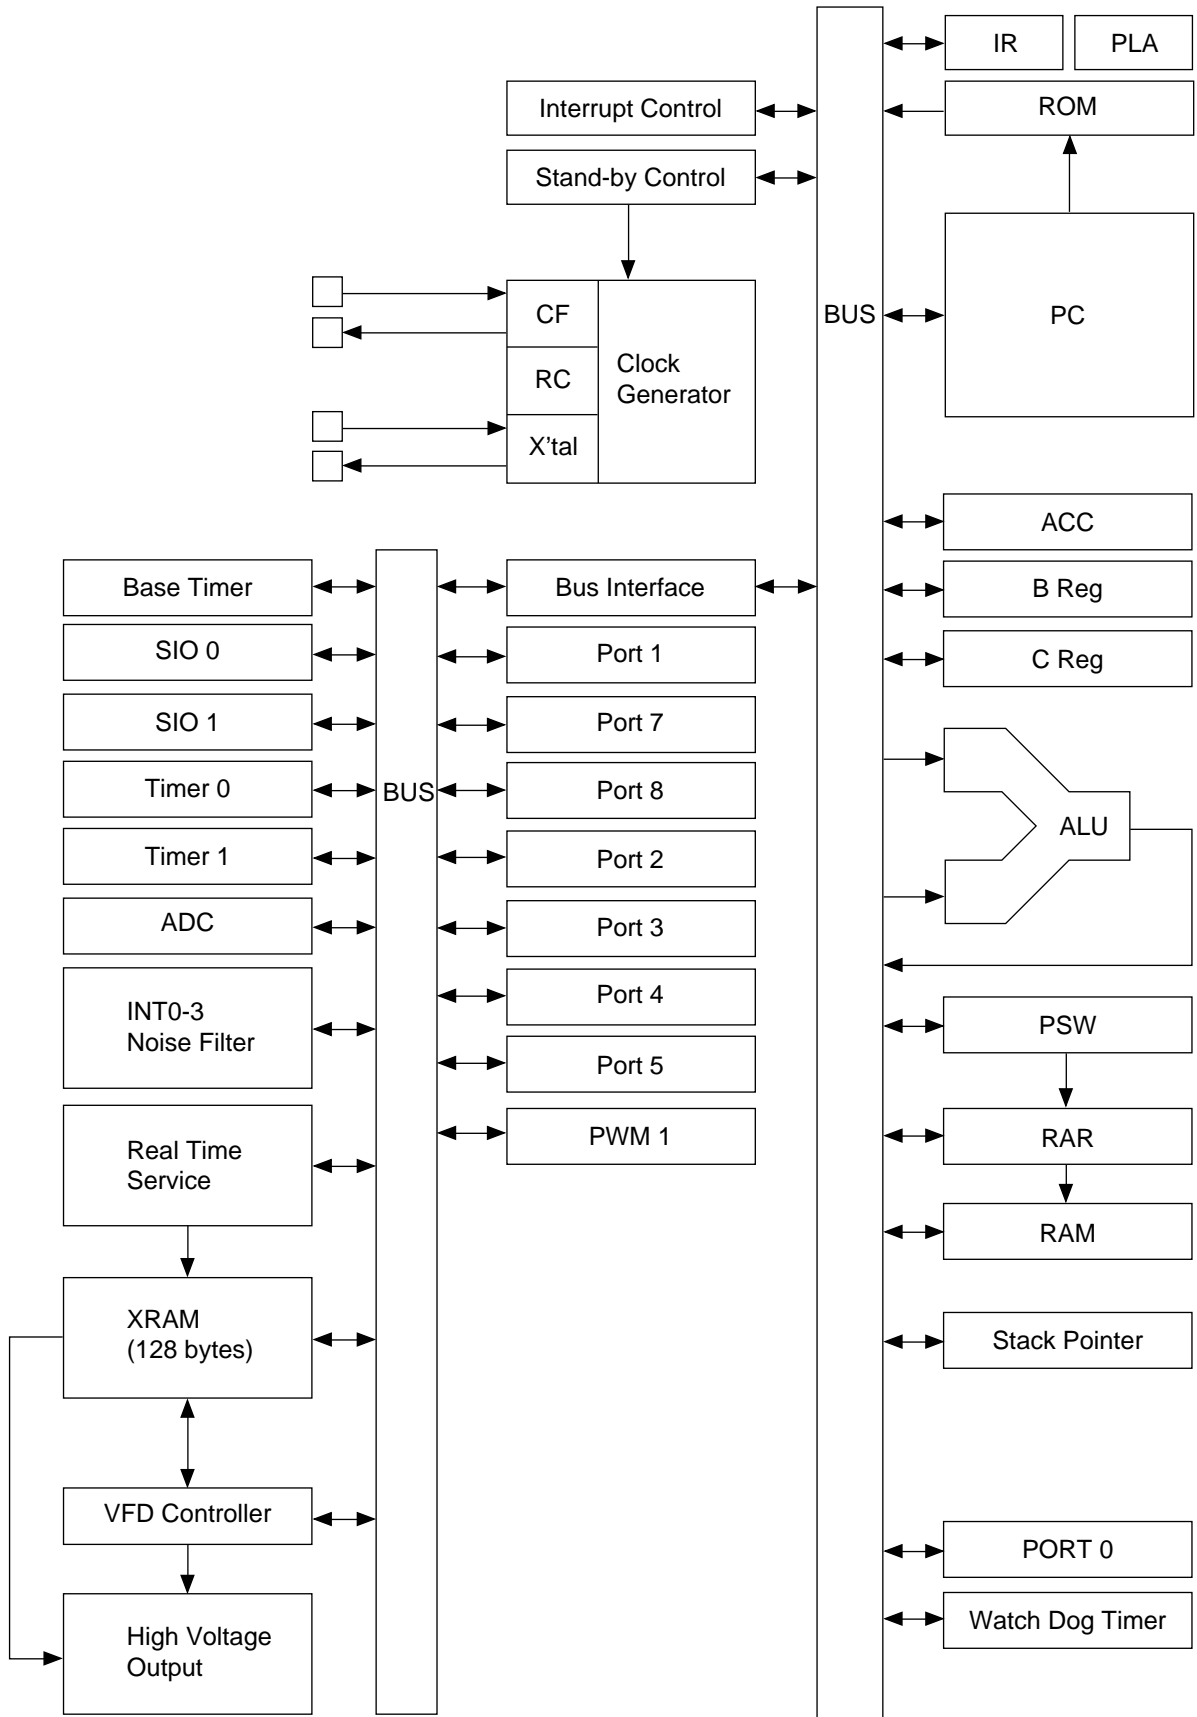 IR
PLA
Interrupt Control
ROM
Stand-by Control
CF
RC
X'tal
Clock
Generator
BUS
PC
ACC
Base Timer
Bus Interface
B Reg
SIO 0
Port 1
C Reg
SIO 1
Port 7
Timer 0
BUS
Port 8
ALU
Timer 1
Port 2
ADC
Port 3
INT0-3
Noise Filter
Port 4
PSW
Port 5
Real Time
Service
PWM 1
RAR
RAM
XRAM
(128 bytes)
Stack Pointer
VFD Controller
PORT 0
High Voltage
Output
Watch Dog Timer